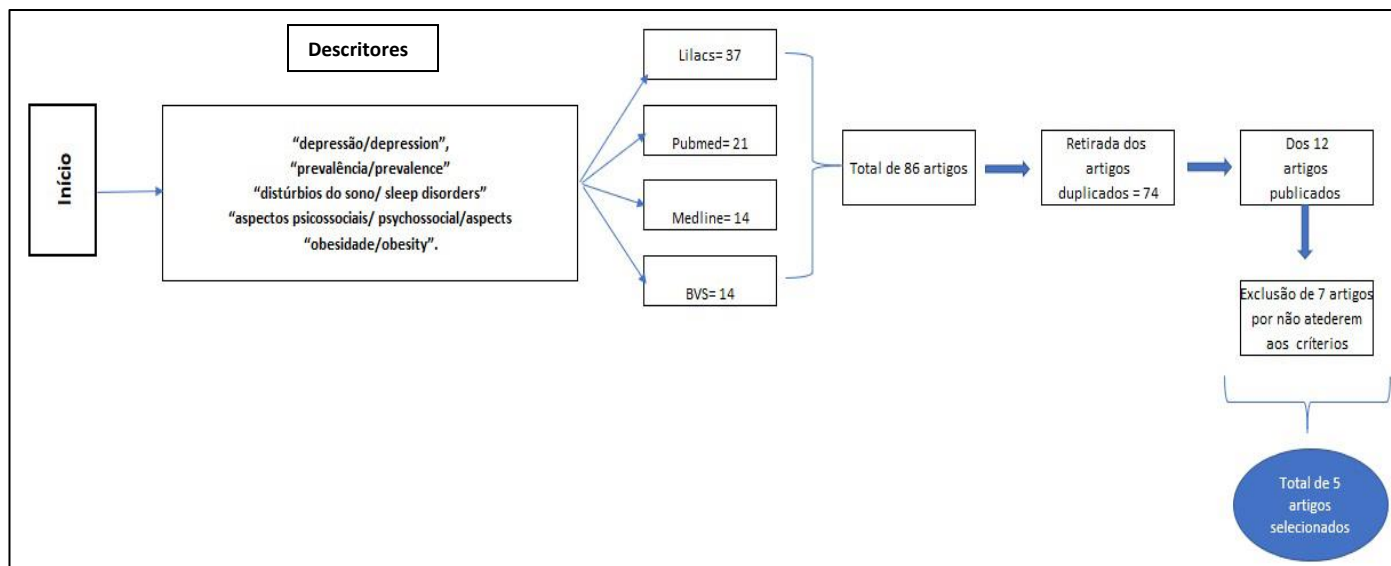 Descritores
Início
“depressão/depression”,
“prevalência/prevalence”
“distúrbios do sono/ sleep disorders”
“aspectos psicossociais/ psychossocial/aspects
“obesidade/obesity”.
Lilacs= 37
Pubmed= 21
Medline= 14
BVS= 14
Total de 86 artigos
Retirada dos
artigos
duplicados = 74
Dos 12
artigos
publicados
Exclusão de 7 artigos
por não atederem
aos críterios
Total de 5
artigos
selecionados